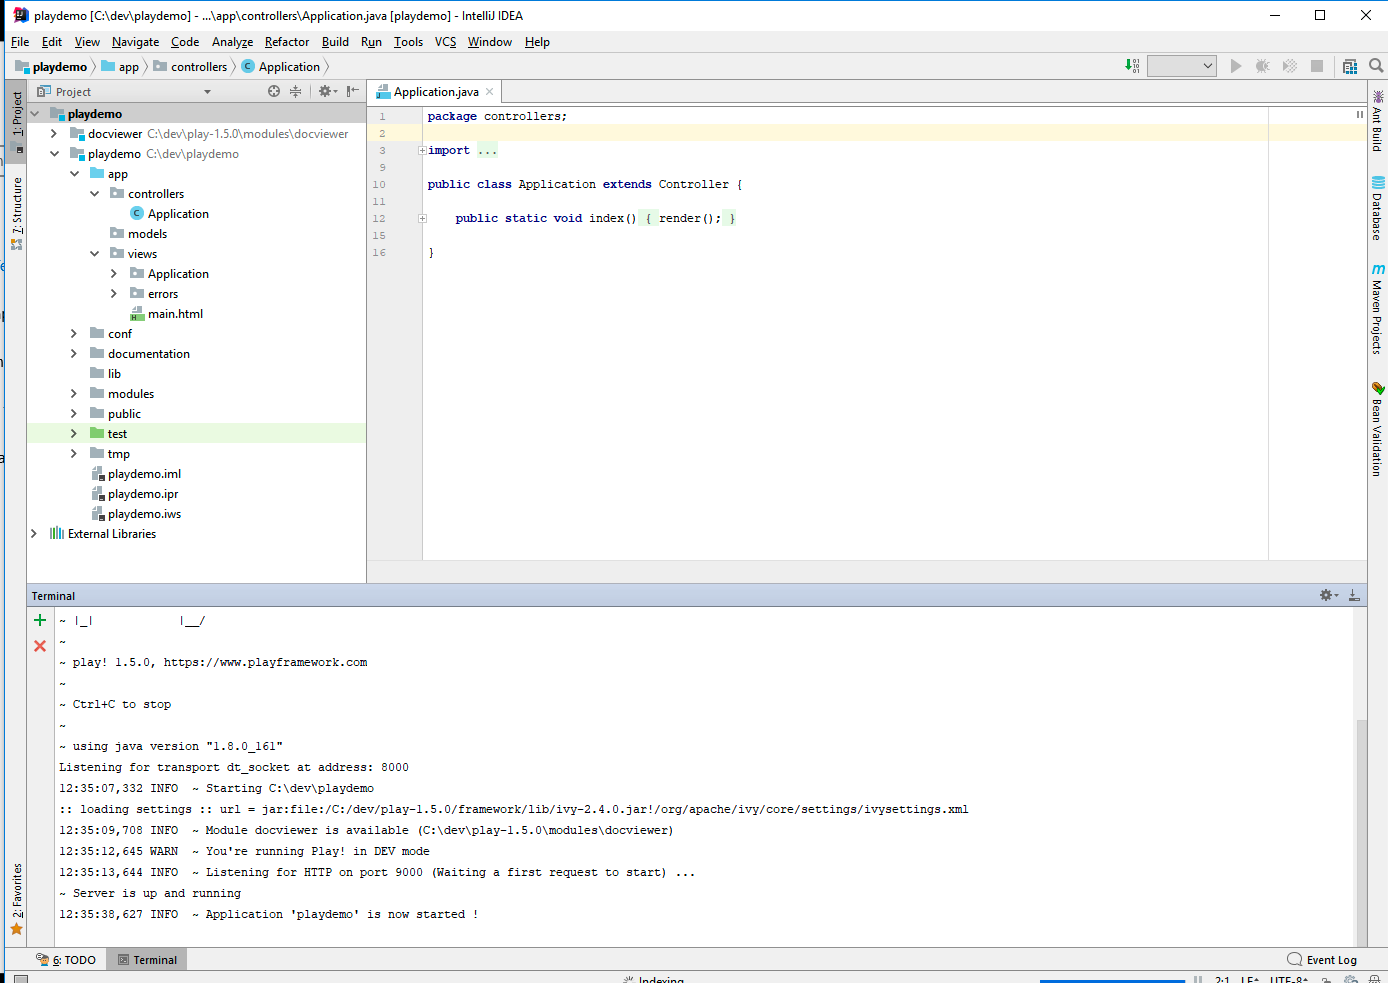 playdemo [C:\dev\playdemo] - ...\app\controllers\Application.java [playdemo] - IntelliJ IDEA
File Edit View Navigate Code Analyze Refactor Build Run Tools VCS Window Help
playdemo app controllers Application
1: Project
7: Structure
2: Favorites
Project
playdemo
docviewer C:\dev\play-1.5.0\modules\docviewer
playdemo C:\dev\playdemo
app
controllers
Application
models
views
Application
errors
main.html
conf
documentation
lib
modules
public
test
tmp
playdemo.iml
playdemo.ipr
playdemo.iws
External Libraries
Application.java
1 package controllers;
2
3 import ...
9
10 public class Application extends Controller {
11
12 public static void index() { render(); }
15
16 }
Ant Build
Database
Maven Projects
Bean Validation
Terminal
~ |_|            |__/
~
~ play! 1.5.0, https://www.playframework.com
~
~ Ctrl+C to stop
~
~ using java version "1.8.0_161"
Listening for transport dt_socket at address: 8000
12:35:07,332 INFO  ~ Starting C:\dev\playdemo
:: loading settings :: url = jar:file:/C:/dev/play-1.5.0/framework/lib/ivy-2.4.0.jar!/org/apache/ivy/core/settings/ivysettings.xml
12:35:09,708 INFO  ~ Module docviewer is available (C:\dev\play-1.5.0\modules\docviewer)
12:35:12,645 WARN  ~ You're running Play! in DEV mode
12:35:13,644 INFO  ~ Listening for HTTP on port 9000 (Waiting a first request to start) ...
~ Server is up and running
12:35:38,627 INFO  ~ Application 'playdemo' is now started !
6: TODO Terminal Event Log
Indexing 2:1 LF UTF-8